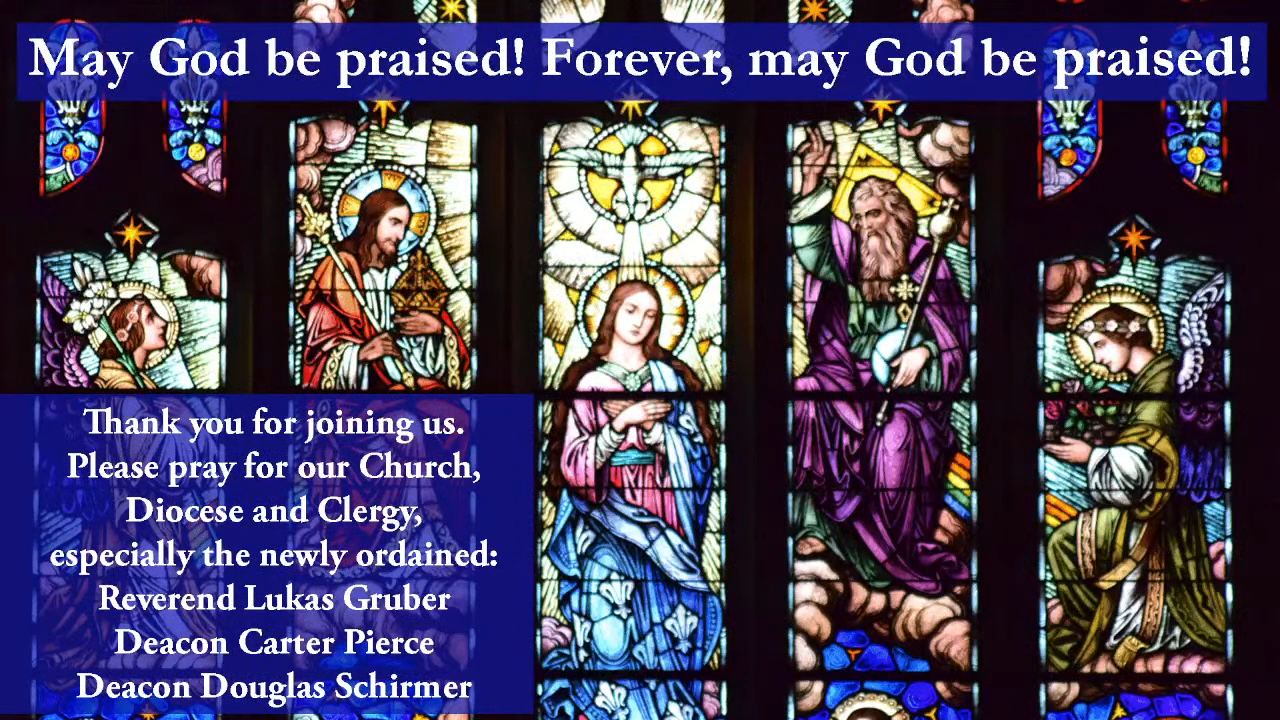 May God be praised! Forever, may God be praised!
Thank you for joining us.
Please pray for our Church,
Diocese and Clergy,
especially the newly ordained:
Reverend Lukas Gruber
Deacon Carter Pierce
Deacon Douglas Schirmer